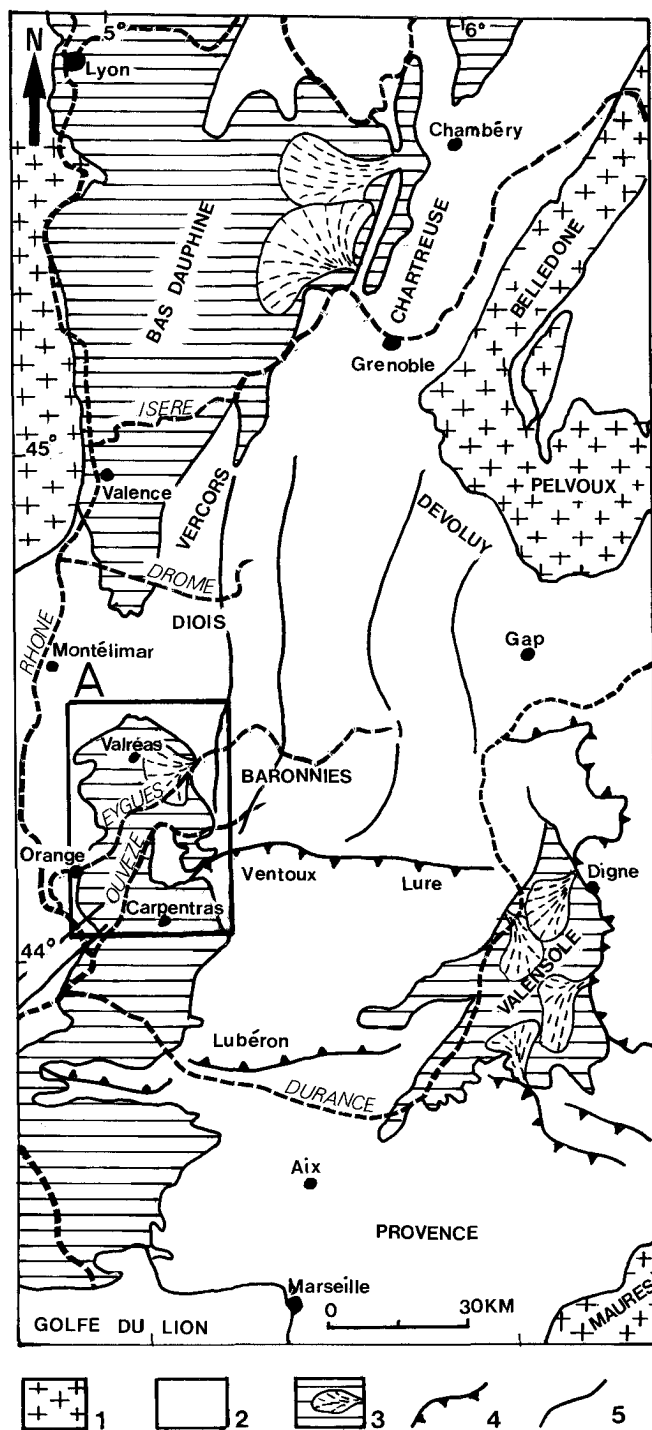 N
5°
6°
Lyon
Chambéry
BAS DAUPHINE
CHARTREUSE
BELLEDONE
Grenoble
ISERE
45°
Valence
VERCORS
PELVOUX
DEVOLUY
DROME
DIOIS
RHONE
Montélimar
Gap
A
Valréas
EYGUES
BARONNIES
Orange
OUVEZE
Ventoux
Lure
Digne
Carpentras
44°
VALENSOLE
Lubéron
DURANCE
Aix
PROVENCE
Marseille
0 30KM
MAURES
GOLFE DU LION
1 2 3 4 5